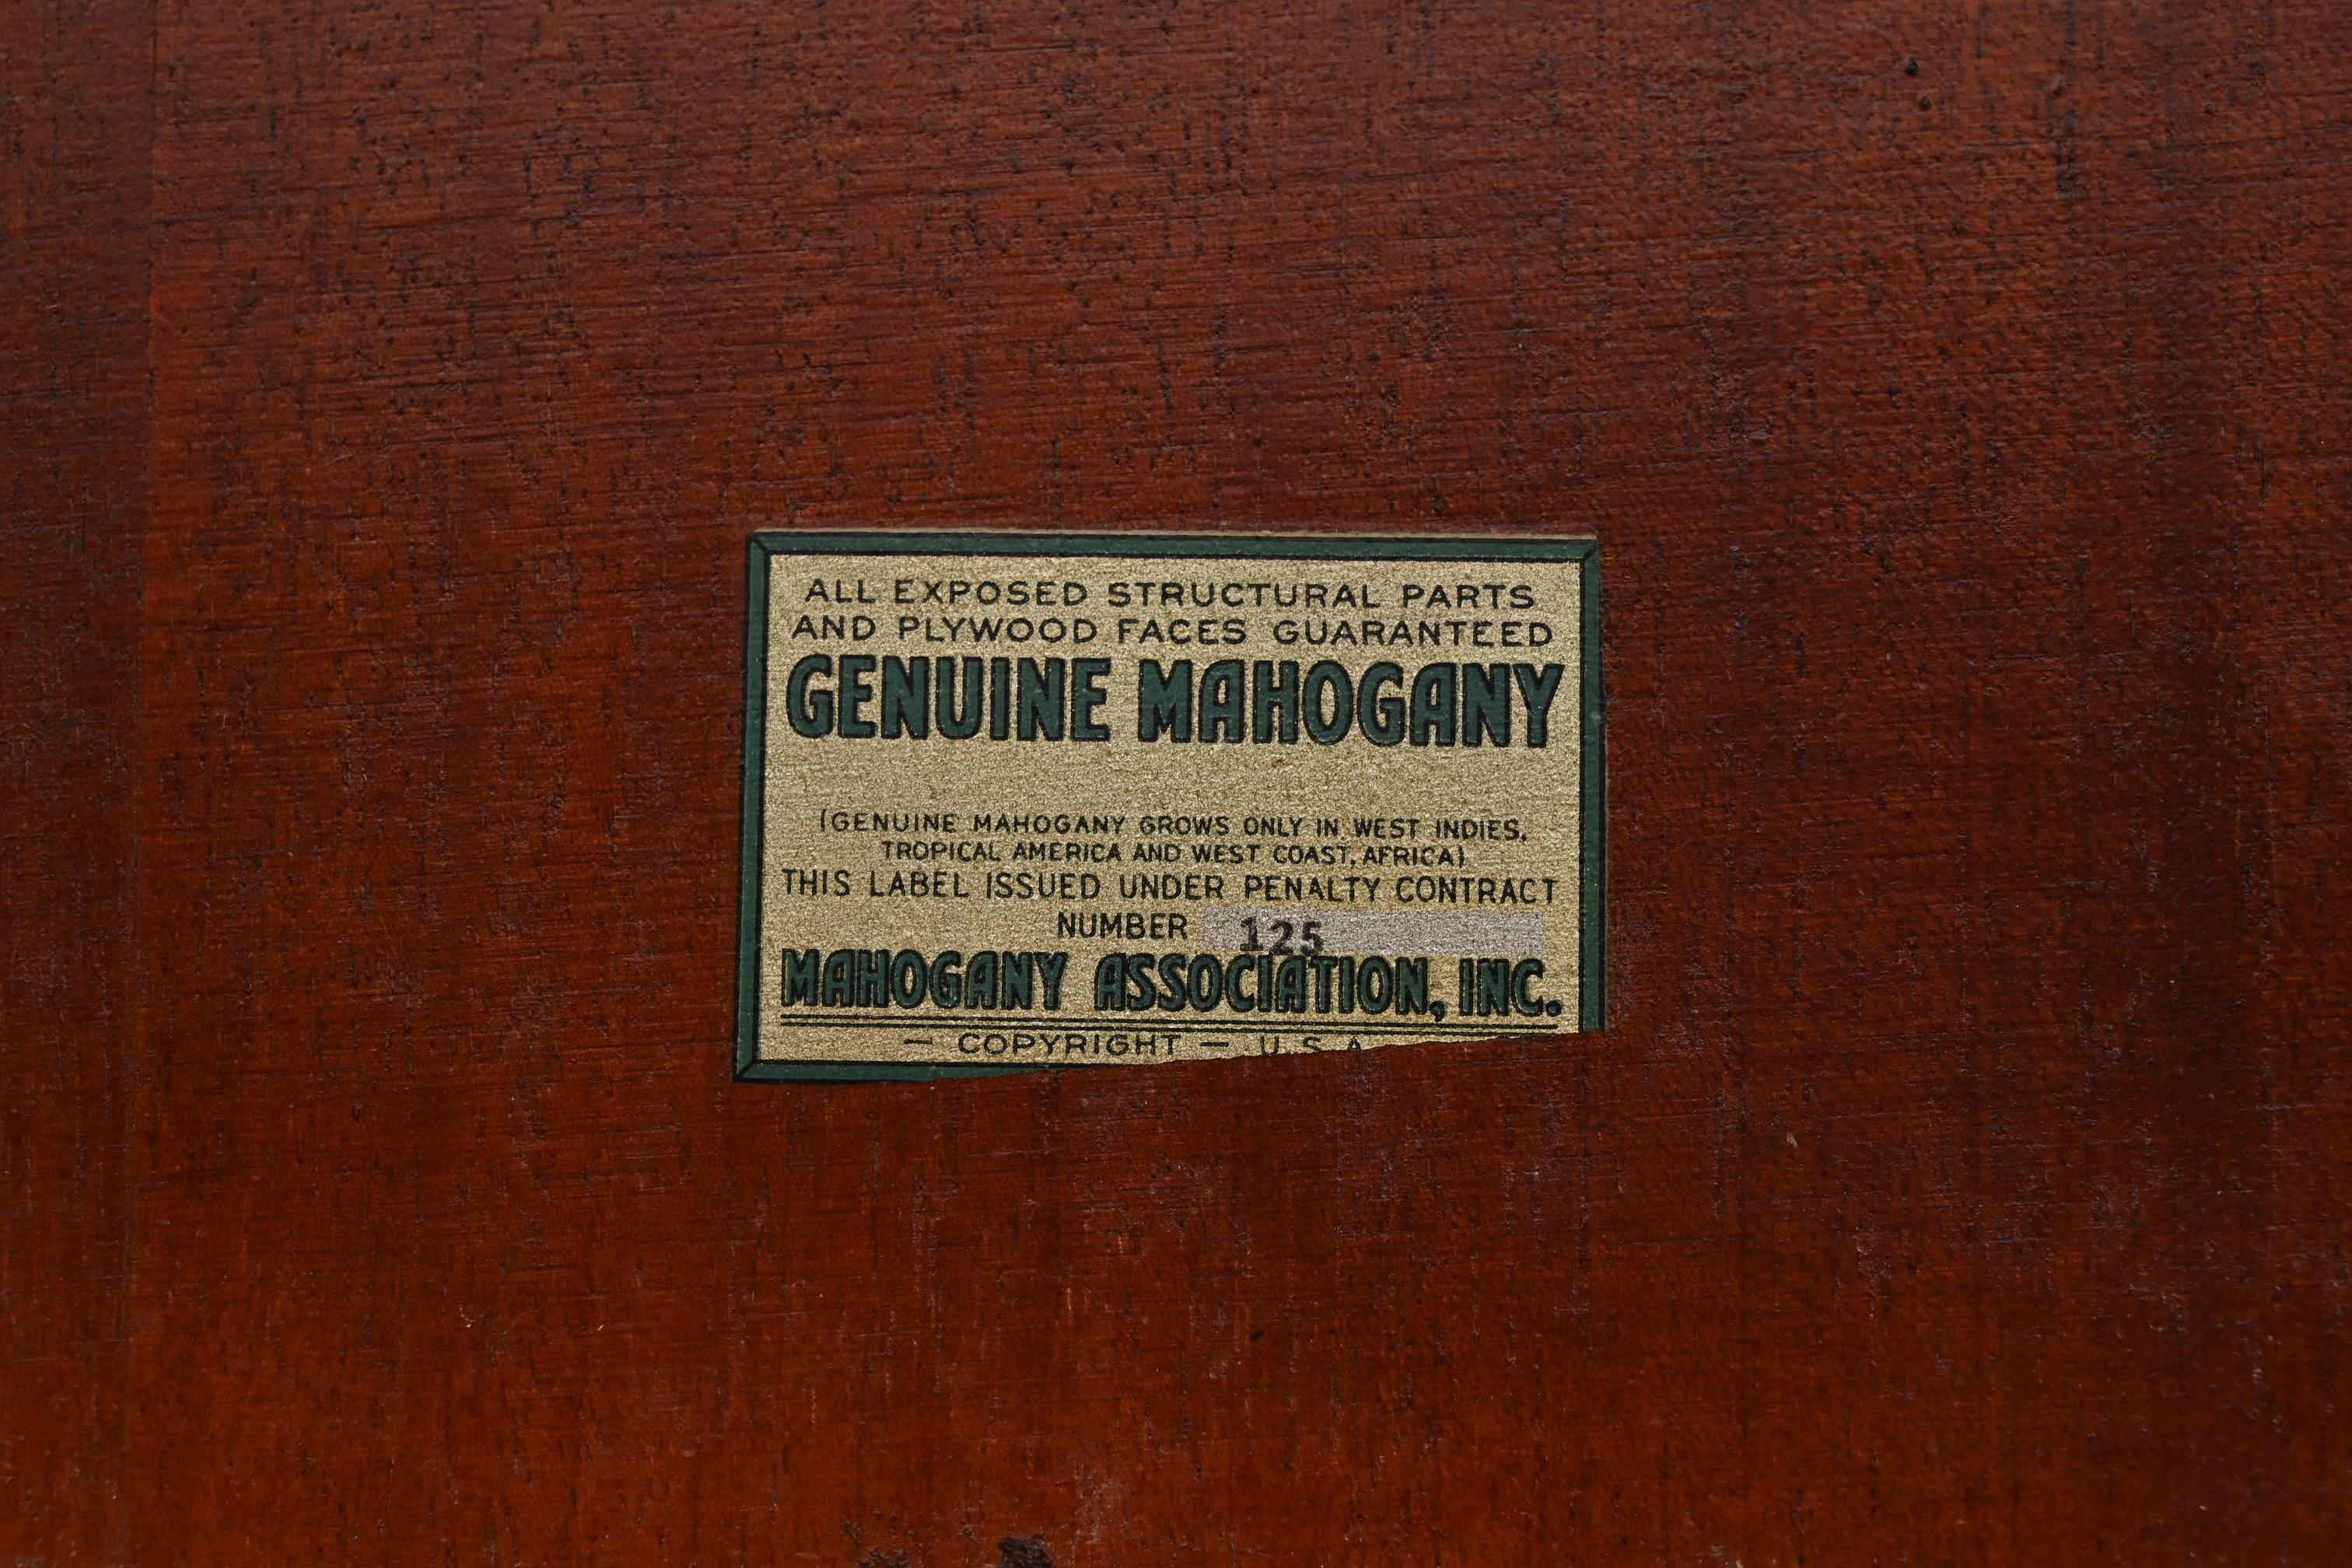 ALL EXPOSED STRUCTURAL PARTS
AND PLYWOOD FACES GUARANTEED
GENUINE MAHOGANY
(GENUINE MAHOGANY GROWS ONLY IN WEST INDIES,
TROPICAL AMERICA AND WEST COAST, AFRICA)
THIS LABEL ISSUED UNDER PENALTY CONTRACT
NUMBER 125
MAHOGANY ASSOCIATION, INC.
— COPYRIGHT — U.S.A